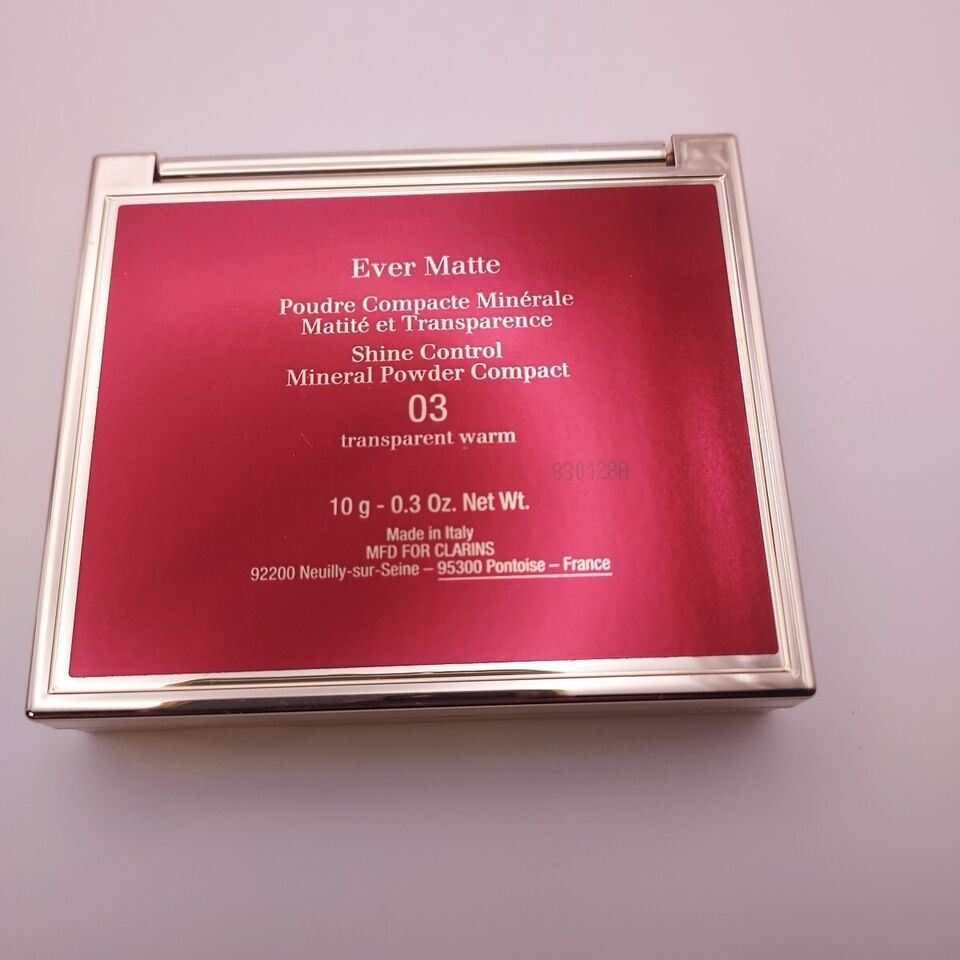 Ever Matte
Poudre Compacte Minérale
Matité et Transparence
Shine Control
Mineral Powder Compact
03
transparent warm
830128A
10 g - 0.3 Oz. Net Wt.
Made in Italy
MFD FOR CLARINS
92200 Neuilly-sur-Seine – 95300 Pontoise – France